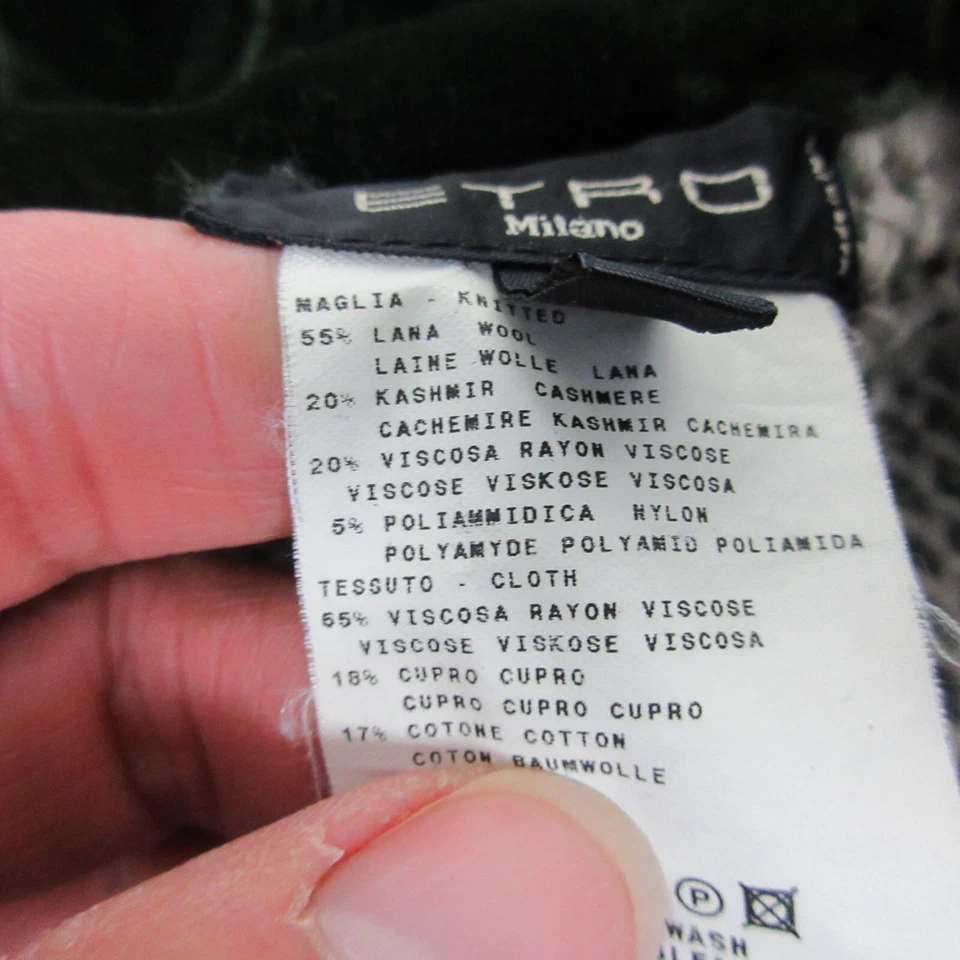 ETRO
Milano
MAGLIA - KNITTED
55% LANA WOOL
LAINE WOLLE LANA
20% KASHMIR CASHMERE
CACHEMIRE KASHMIR CACHEMIRA
20% VISCOSA RAYON VISCOSE
VISCOSE VISKOSE VISCOSA
5% POLIAMMIDICA NYLON
POLYAMYDE POLYAMID POLIAMIDA
TESSUTO - CLOTH
65% VISCOSA RAYON VISCOSE
VISCOSE VISKOSE VISCOSA
18% CUPRO CUPRO
CUPRO CUPRO CUPRO
17% COTONE COTTON
COTON BAUMWOLLE
P
WASH